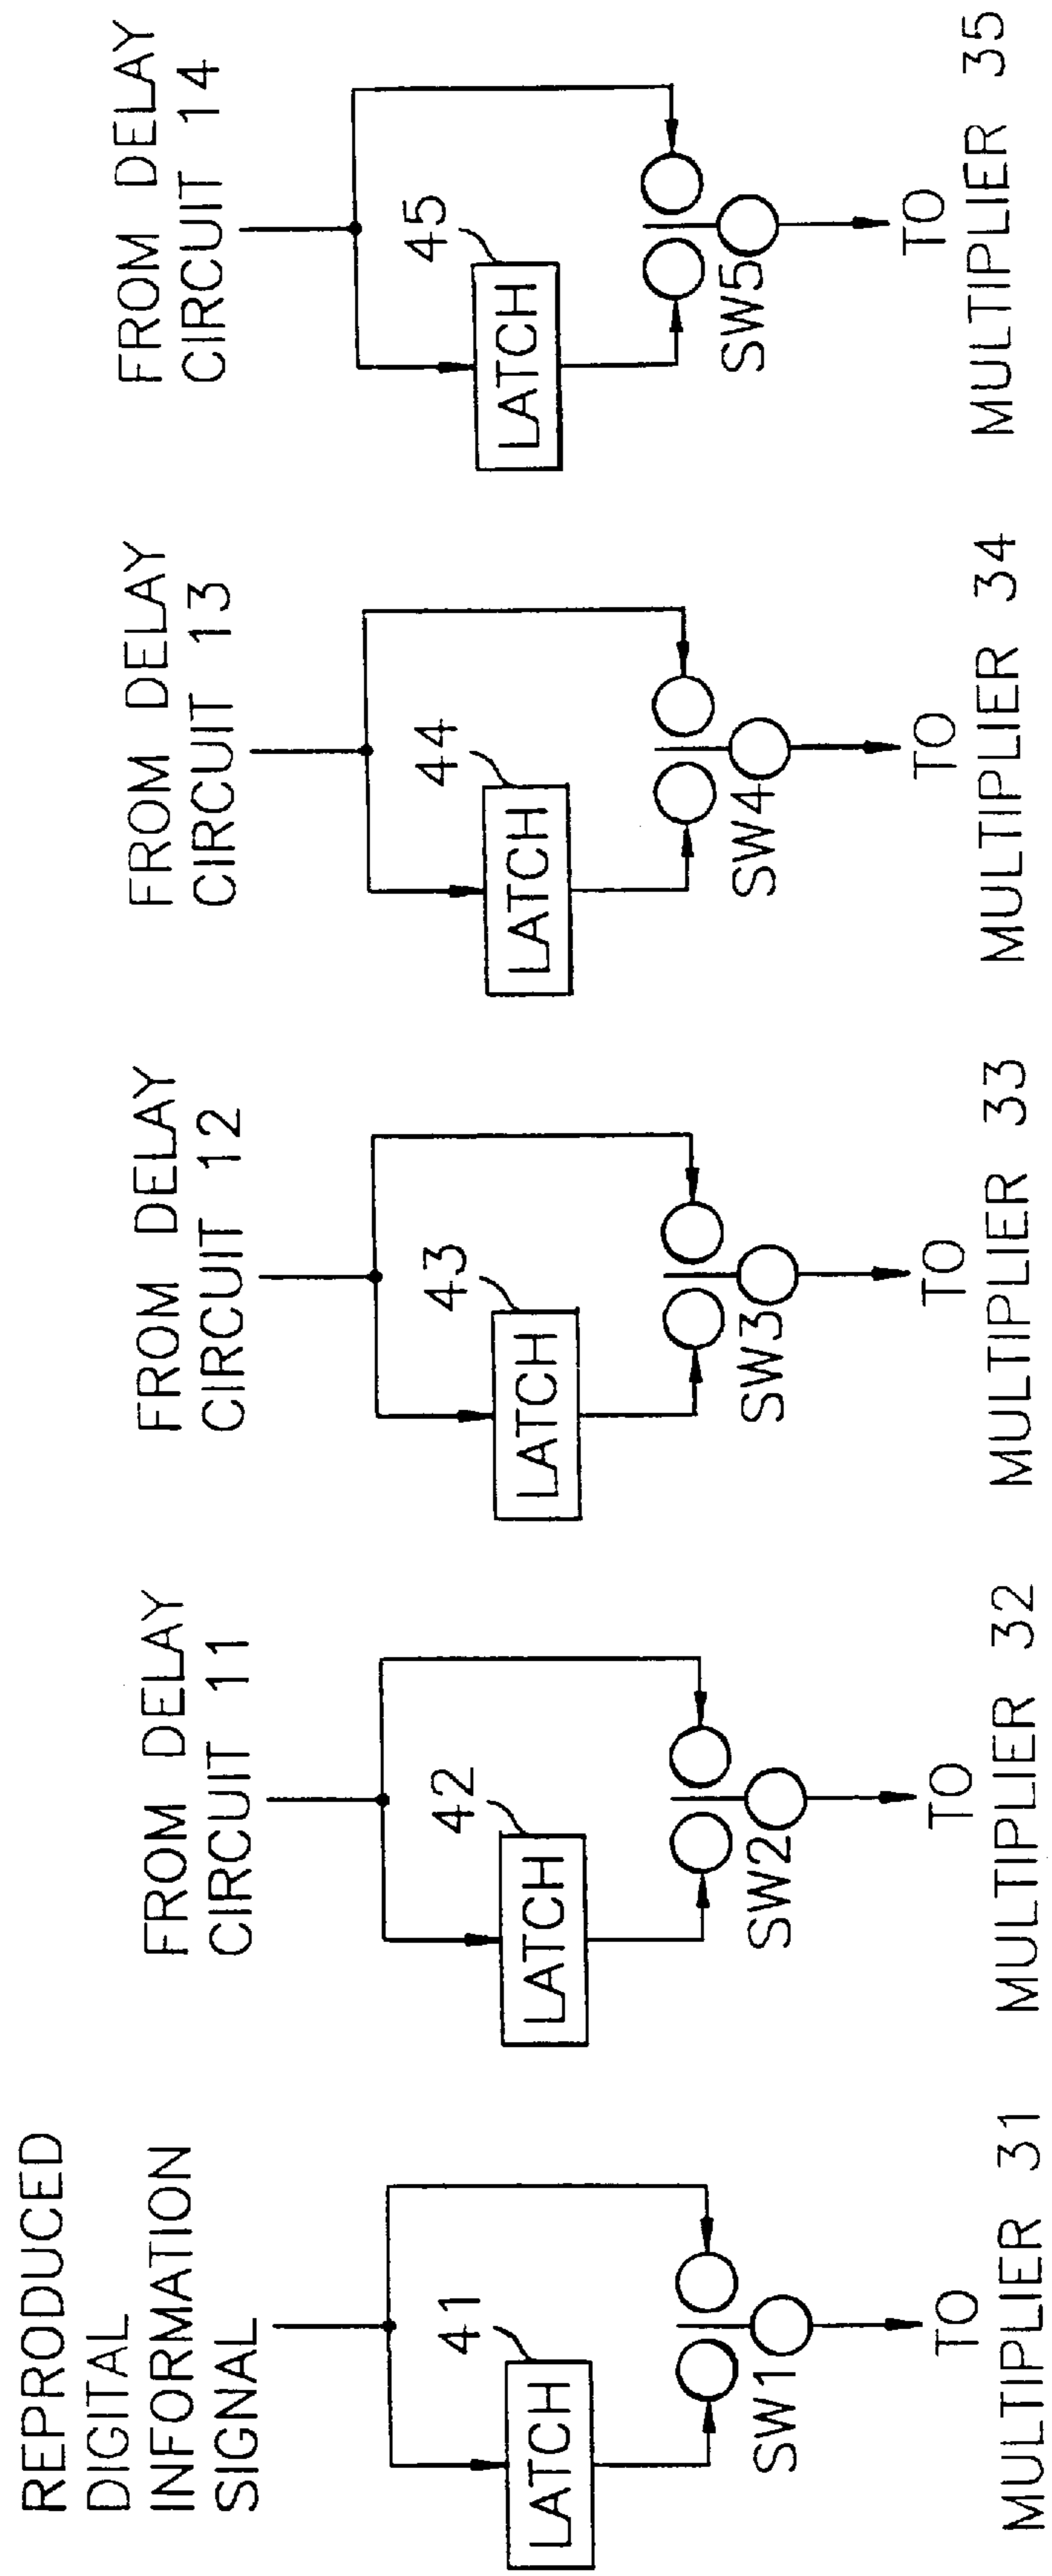 REPRODUCED
DIGITAL
INFORMATION
SIGNAL
41
LATCH
SW1
TO
MULTIPLIER 31
FROM DELAY
CIRCUIT 11
42
LATCH
SW2
TO
MULTIPLIER 32
FROM DELAY
CIRCUIT 12
43
LATCH
SW3
TO
MULTIPLIER 33
FROM DELAY
CIRCUIT 13
44
LATCH
SW4
TO
MULTIPLIER 34
FROM DELAY
CIRCUIT 14
45
LATCH
SW5
TO
MULTIPLIER 35